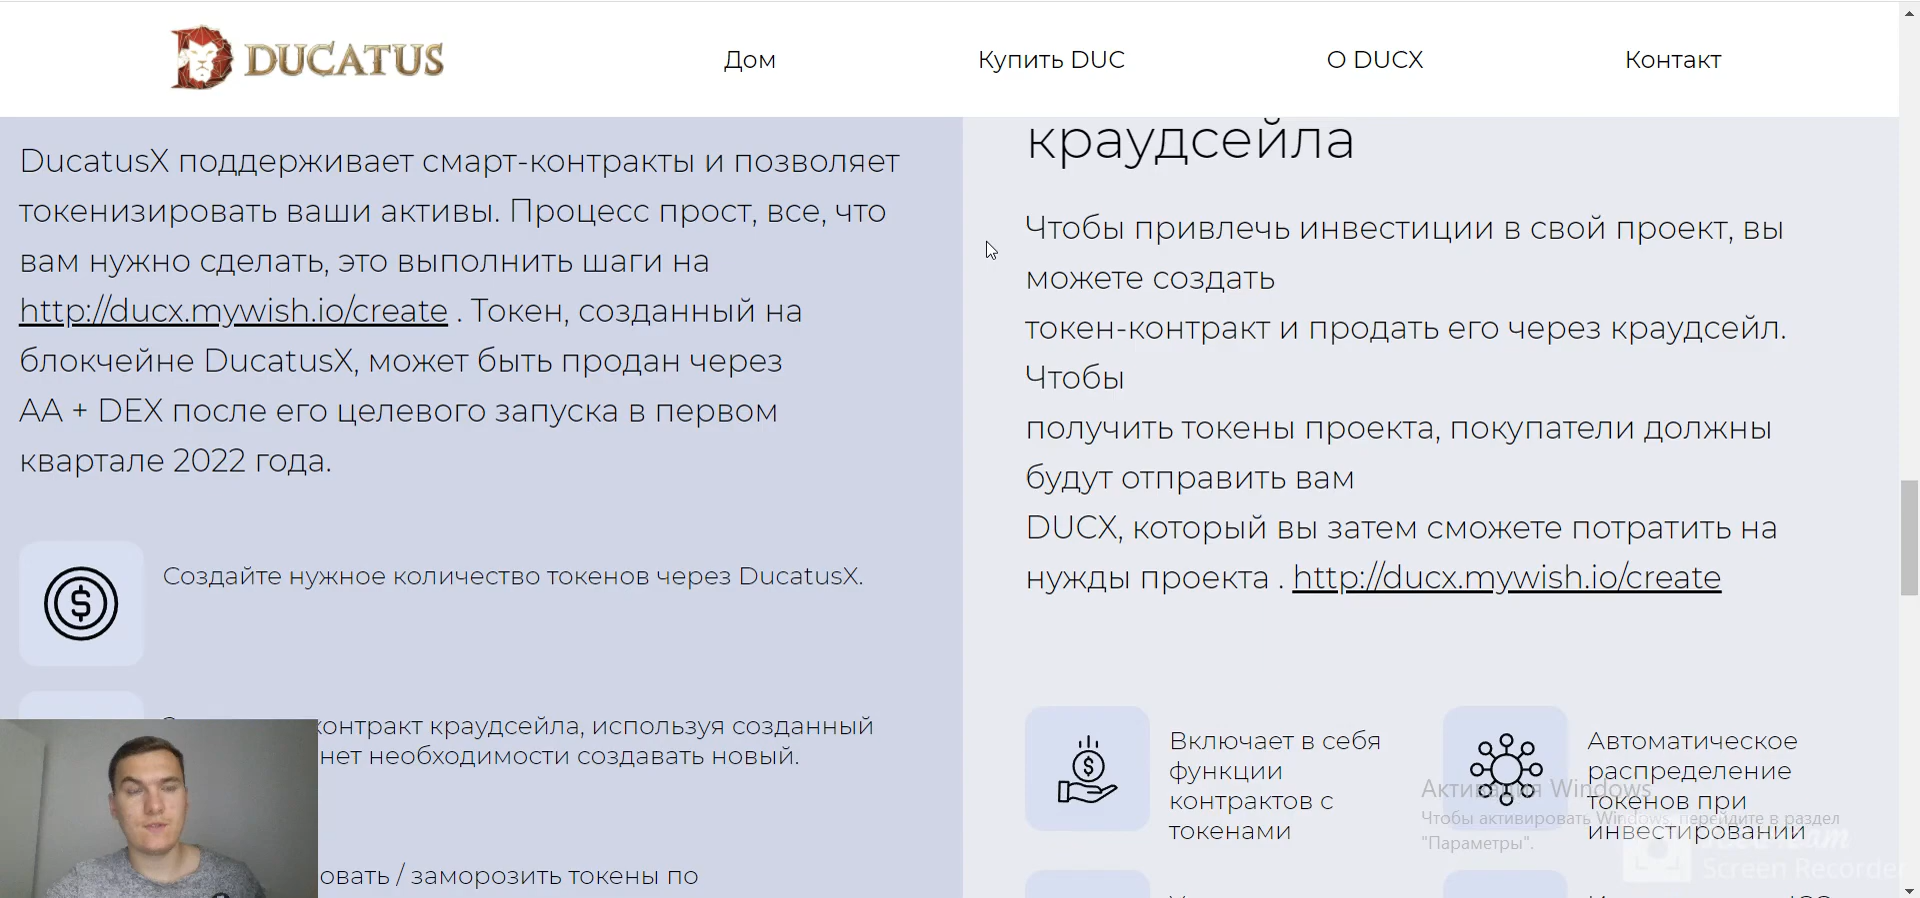 DUCATUS
Дом
Купить DUC
О DUCX
Контакт
DucatusX поддерживает смарт-контракты и позволяет
токенизировать ваши активы. Процесс прост, все, что
вам нужно сделать, это выполнить шаги на
http://ducx.mywish.io/create . Токен, созданный на
блокчейне DucatusX, может быть продан через
AA + DEX после его целевого запуска в первом
квартале 2022 года.
Создайте нужное количество токенов через DucatusX.
контракт краудсейла, используя созданный
нет необходимости создавать новый.
овать / заморозить токены по
краудсейла
Чтобы привлечь инвестиции в свой проект, вы
можете создать
токен-контракт и продать его через краудсейл.
Чтобы
получить токены проекта, покупатели должны
будут отправить вам
DUCX, который вы затем сможете потратить на
нужды проекта . http://ducx.mywish.io/create
Включает в себя
функции
контрактов с
токенами
Автоматическое
распределение
токенов при
инвестировании
Активация Windows
Чтобы активировать Windows, перейдите в раздел
"Параметры".
Screen Recorder